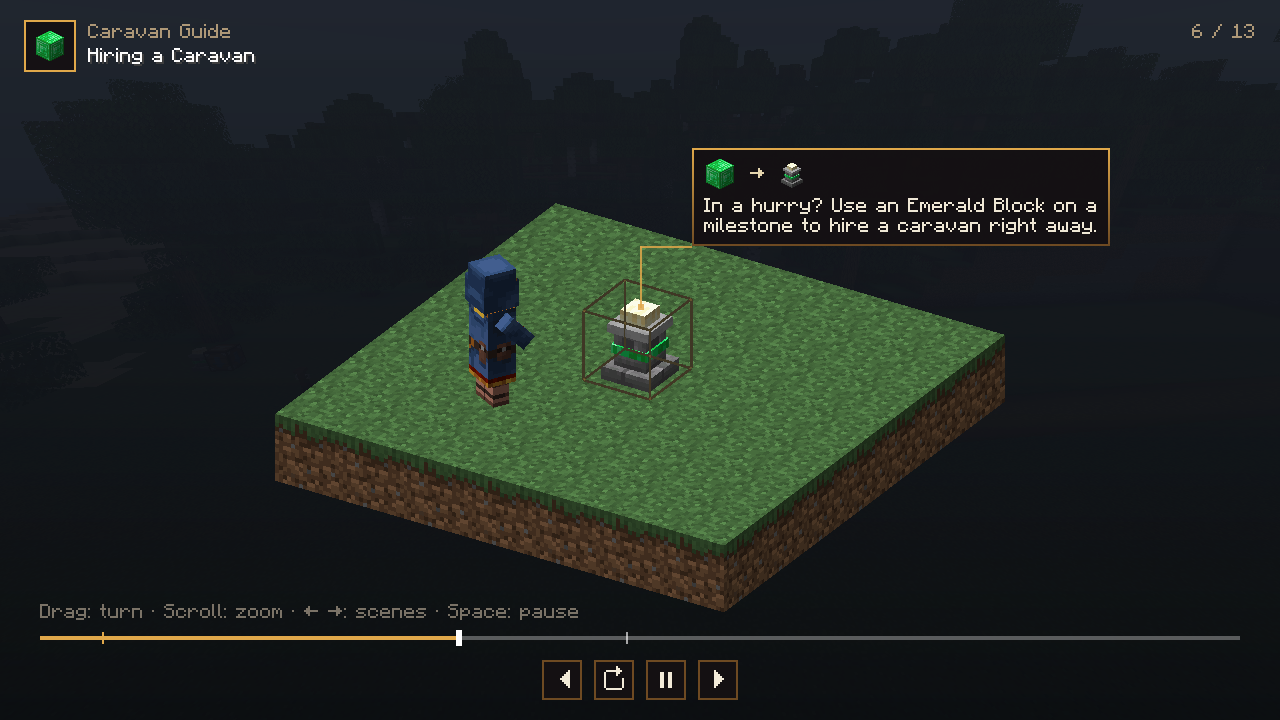 Caravan Guide
Hiring a Caravan
6 / 13
In a hurry? Use an Emerald Block on a
milestone to hire a caravan right away.
Drag: turn · Scroll: zoom · ← →: scenes · Space: pause